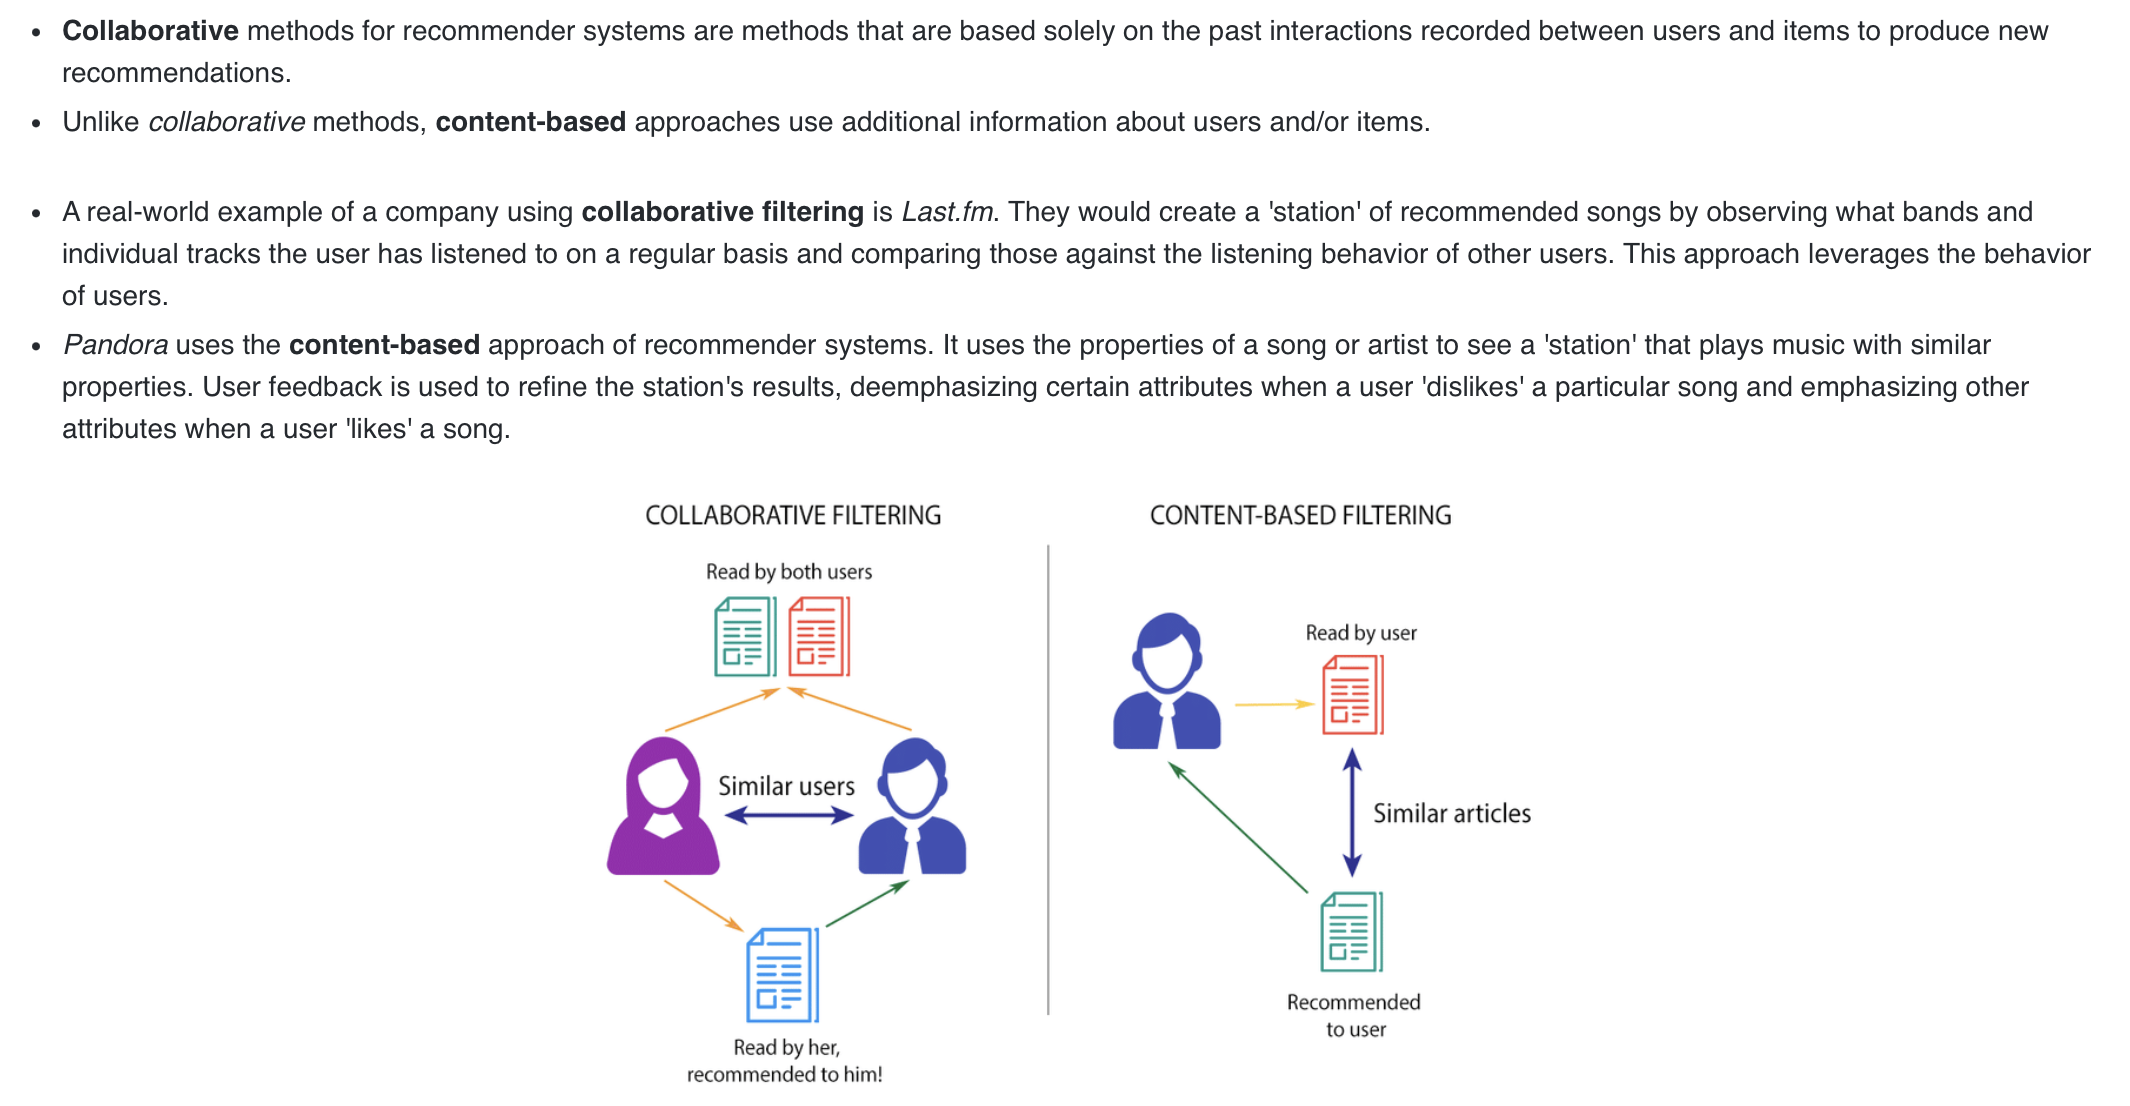 Collaborative methods for recommender systems are methods that are based solely on the past interactions recorded between users and items to produce new
recommendations.
Unlike collaborative methods, content-based approaches use additional information about users and/or items.
A real-world example of a company using collaborative filtering is Last.fm. They would create a 'station' of recommended songs by observing what bands and
individual tracks the user has listened to on a regular basis and comparing those against the listening behavior of other users. This approach leverages the behavior
of users.
Pandora uses the content-based approach of recommender systems. It uses the properties of a song or artist to see a 'station' that plays music with similar
properties. User feedback is used to refine the station's results, deemphasizing certain attributes when a user 'dislikes' a particular song and emphasizing other
attributes when a user 'likes' a song.
COLLABORATIVE FILTERING
Read by both users
Similar users
Read by her,
recommended to him!
CONTENT-BASED FILTERING
Read by user
Similar articles
Recommended
to user